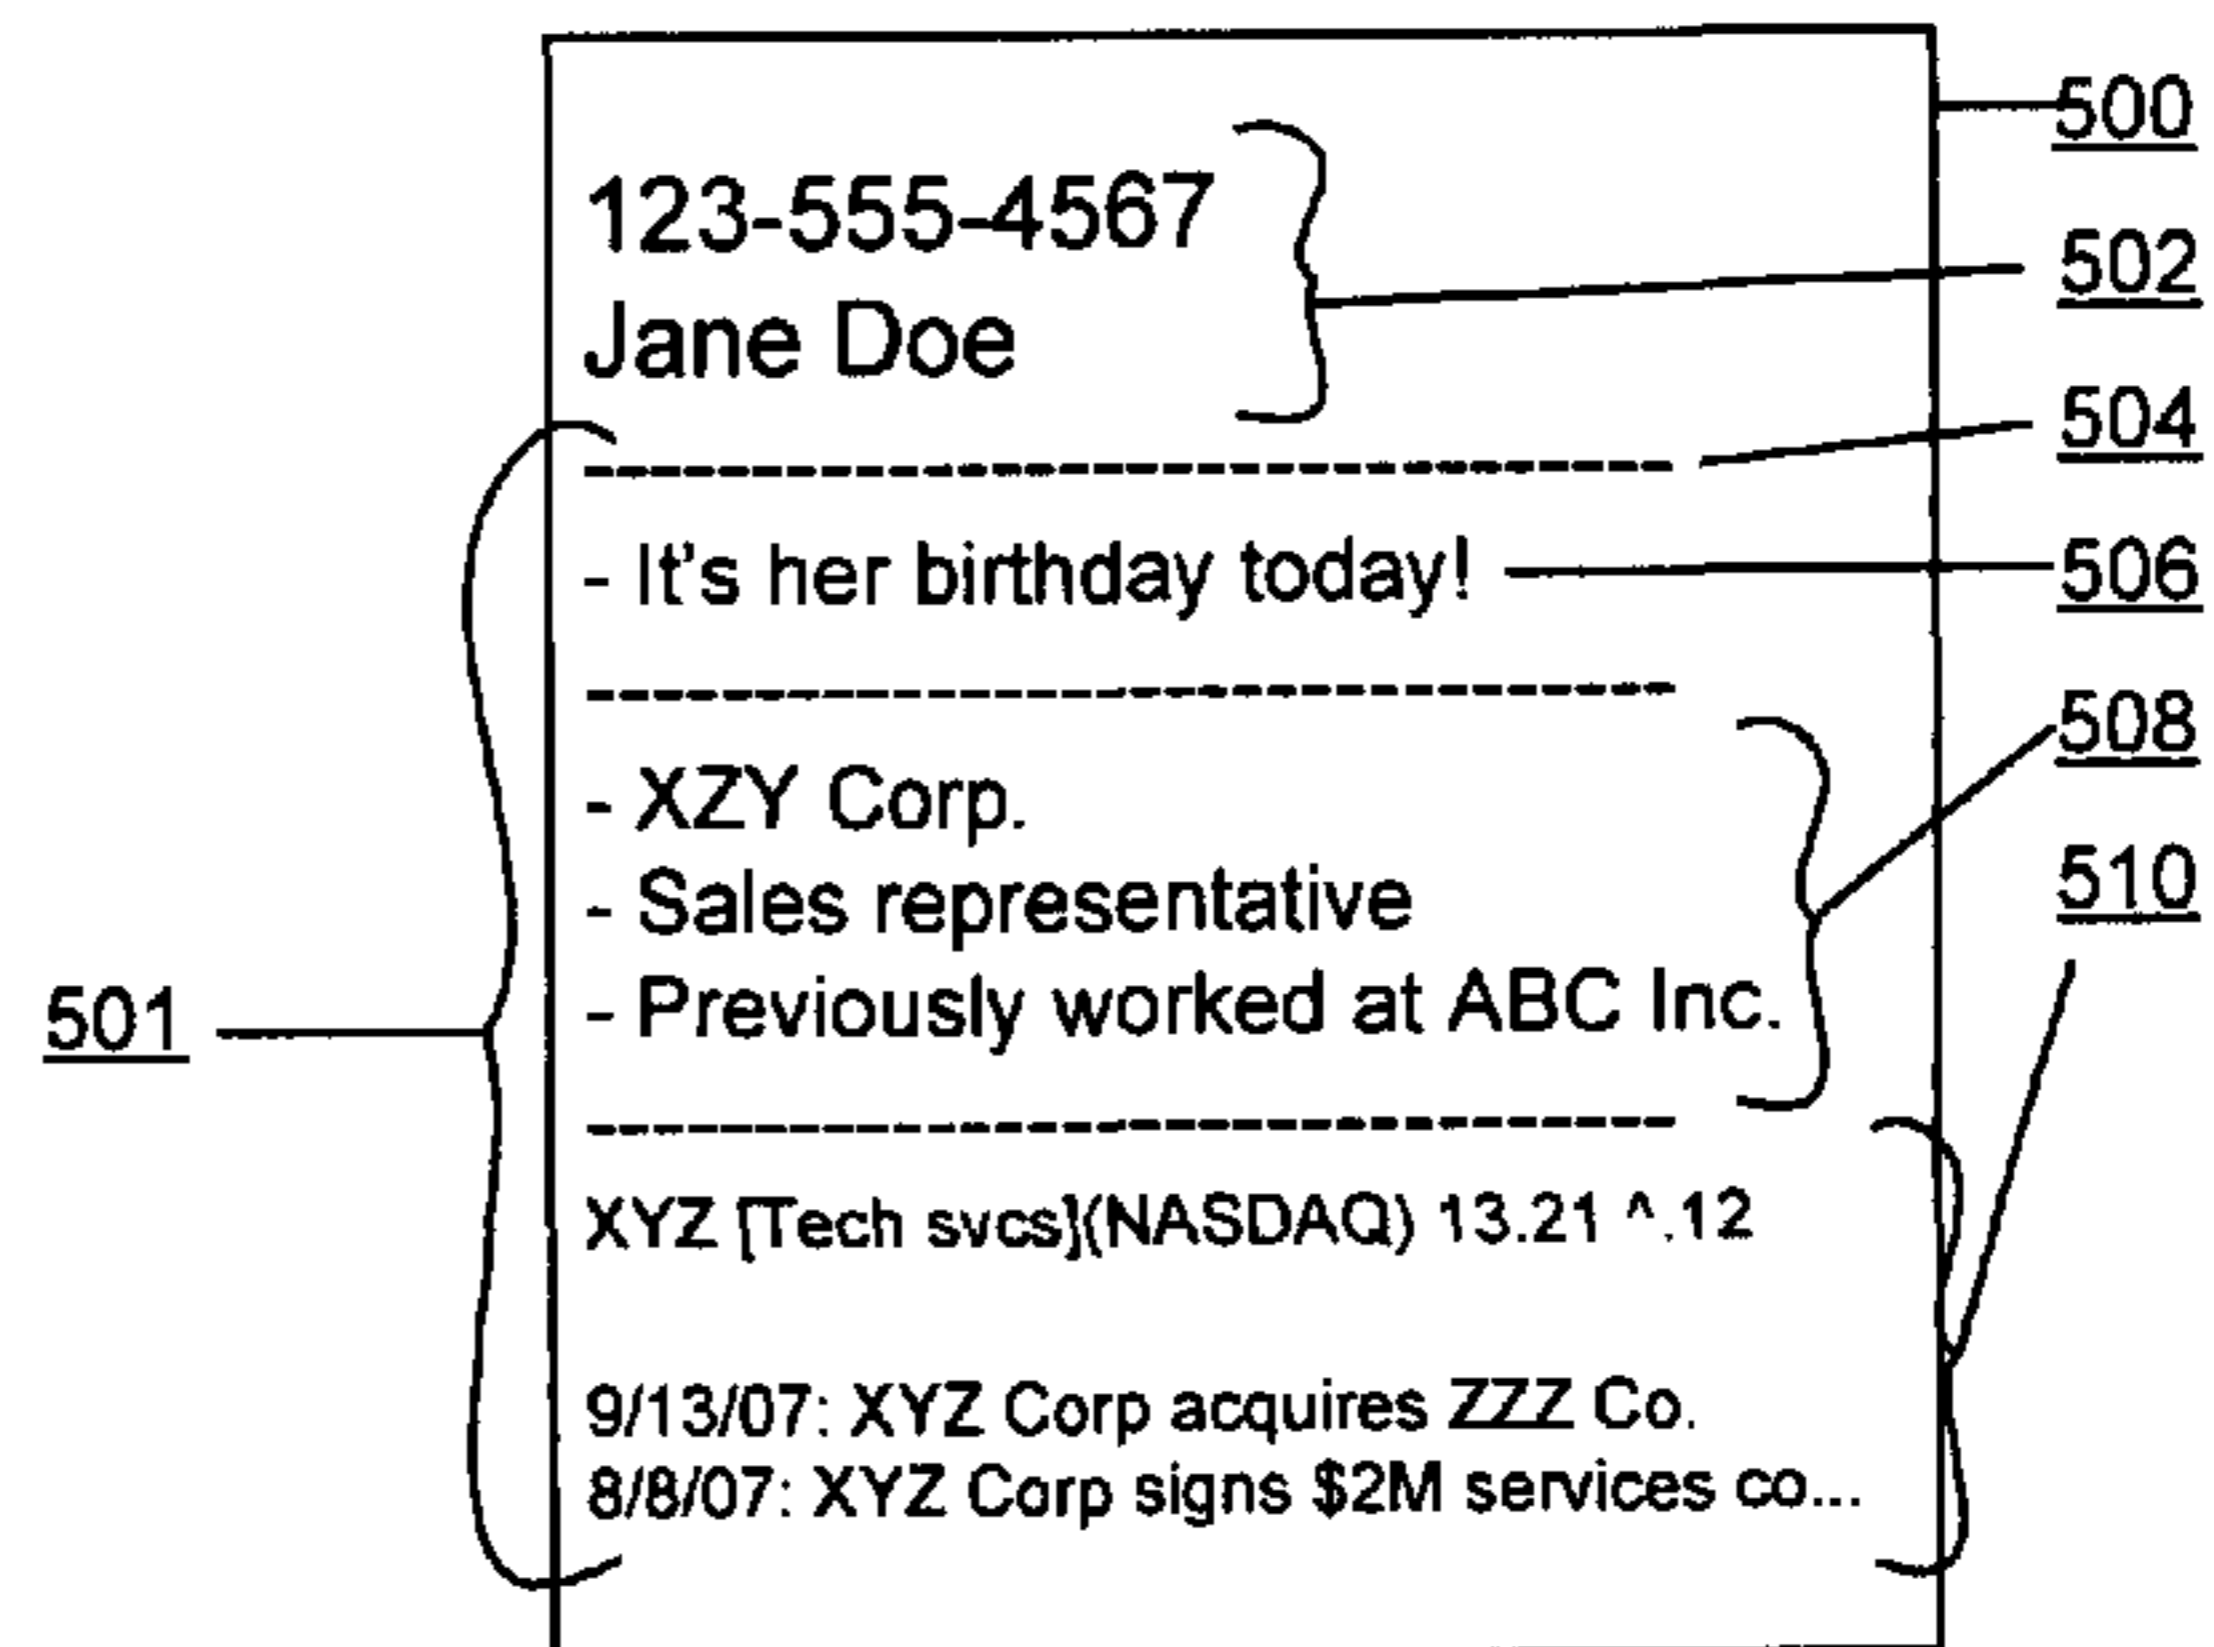 500
123-555-4567
502
Jane Doe
504
- It's her birthday today!
506
508
- XZY Corp.
510
- Sales representative
- Previously worked at ABC Inc.
501
XYZ [Tech svcs](NASDAQ) 13.21 ^.12
9/13/07: XYZ Corp acquires ZZZ Co.
8/8/07: XYZ Corp signs $2M services co...